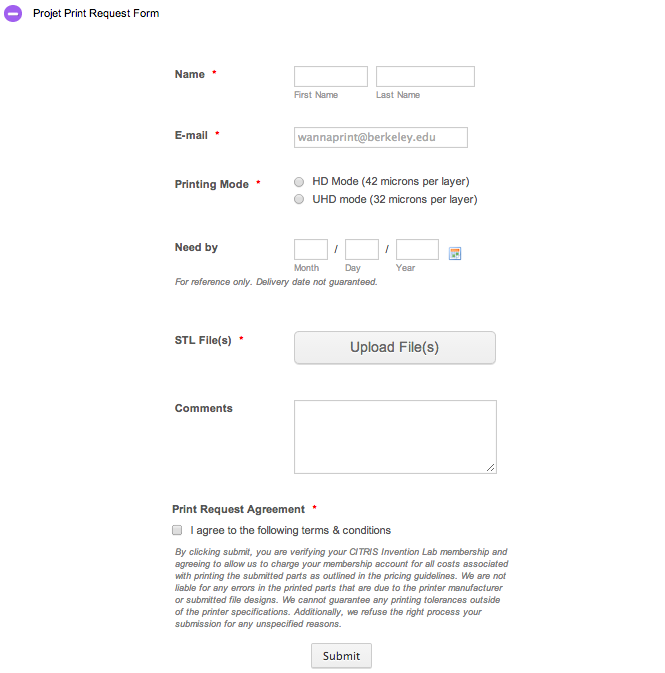 Projet Print Request Form
Name *
First Name Last Name
E-mail *
wannaprint@berkeley.edu
Printing Mode *
HD Mode (42 microns per layer)
UHD mode (32 microns per layer)
Need by
/ /
Month Day Year
For reference only. Delivery date not guaranteed.
STL File(s) *
Upload File(s)
Comments
Print Request Agreement *
I agree to the following terms & conditions
By clicking submit, you are verifying your CITRIS Invention Lab membership and
agreeing to allow us to charge your membership account for all costs associated
with printing the submitted parts as outlined in the pricing guidelines. We are not
liable for any errors in the printed parts that are due to the printer manufacturer
or submitted file designs. We cannot guarantee any printing tolerances outside
of the printer specifications. Additionally, we refuse the right process your
submission for any unspecified reasons.
Submit